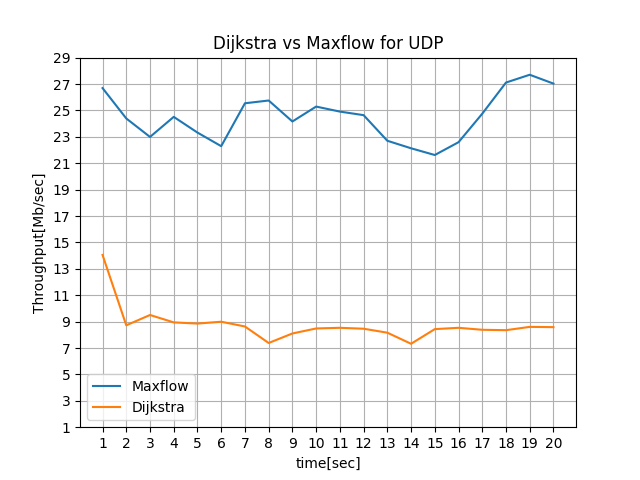 Dijkstra vs Maxflow for UDP
Throughput[Mb/sec]
29
27
25
23
21
19
17
15
13
11
9
7
5
3
1
Maxflow
Dijkstra
1 2 3 4 5 6 7 8 9 10 11 12 13 14 15 16 17 18 19 20
time[sec]